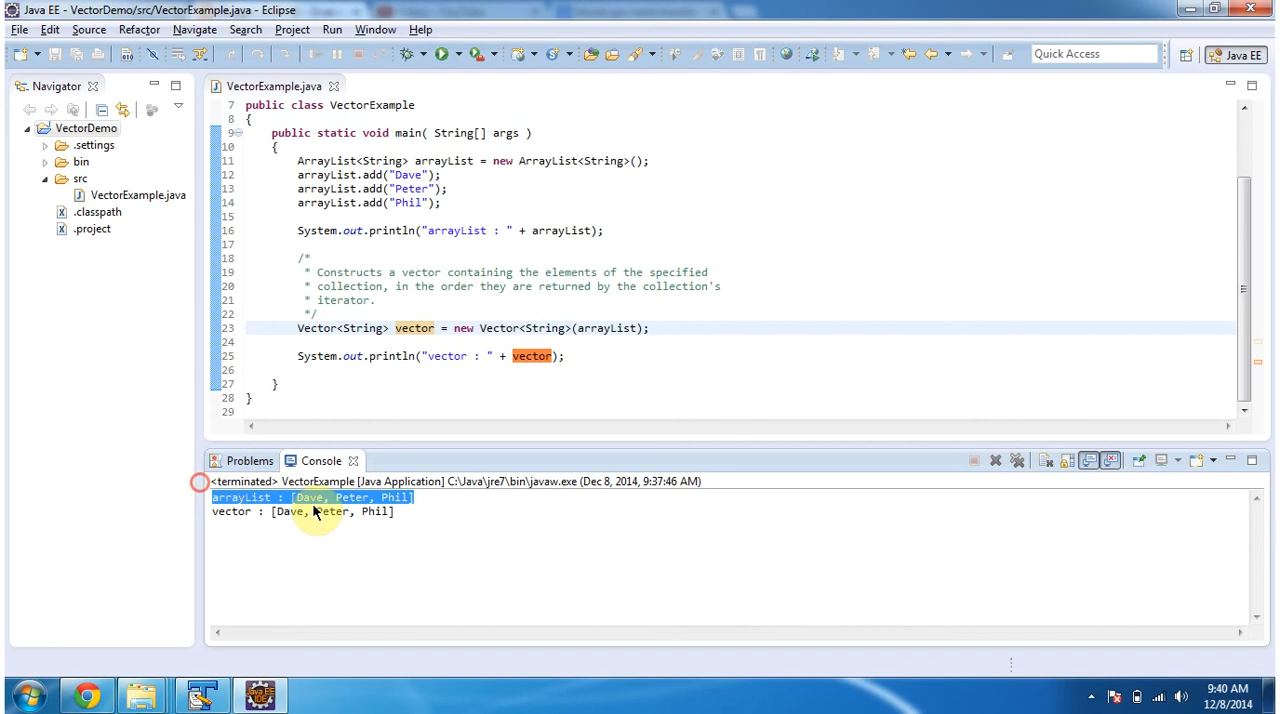 Java EE - VectorDemo/src/VectorExample.java - Eclipse
File Edit Source Refactor Navigate Search Project Run Window Help
Quick Access
Java EE
Navigator
VectorDemo
.settings
bin
src
VectorExample.java
.classpath
.project
VectorExample.java
7 public class VectorExample
8 {
9 public static void main( String[] args )
10 {
11 ArrayList<String> arrayList = new ArrayList<String>();
12 arrayList.add("Dave");
13 arrayList.add("Peter");
14 arrayList.add("Phil");
15
16 System.out.println("arrayList : " + arrayList);
17
18 /*
19 * Constructs a vector containing the elements of the specified
20 * collection, in the order they are returned by the collection's
21 * iterator.
22 */
23 Vector<String> vector = new Vector<String>(arrayList);
24
25 System.out.println("vector : " + vector);
26
27 }
28 }
29
Problems Console
<terminated> VectorExample [Java Application] C:\Java\jre7\bin\javaw.exe (Dec 8, 2014, 9:37:46 AM)
arrayList : [Dave, Peter, Phil]
vector : [Dave, Peter, Phil]
Java EE
IDE
9:40 AM
12/8/2014